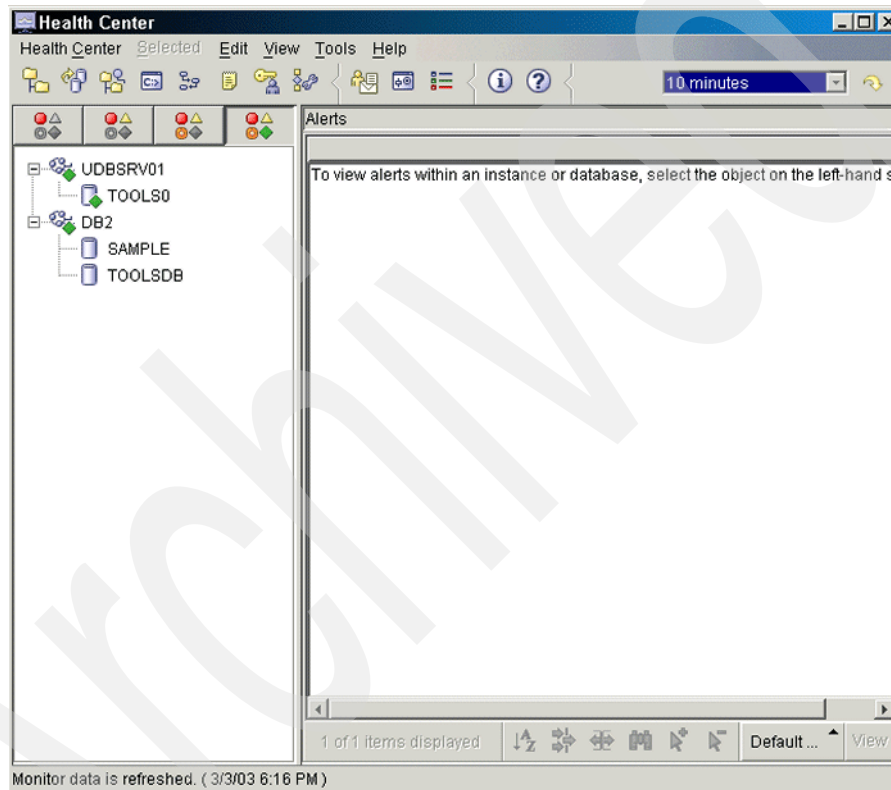 Health Center
Health Center Selected Edit View Tools Help
10 minutes
Alerts
UDBSRV01
TOOLS0
DB2
SAMPLE
TOOLSDB
To view alerts within an instance or database, select the object on the left-hand s
1 of 1 items displayed
Default ...
View
Monitor data is refreshed. ( 3/3/03 6:16 PM )
Archived